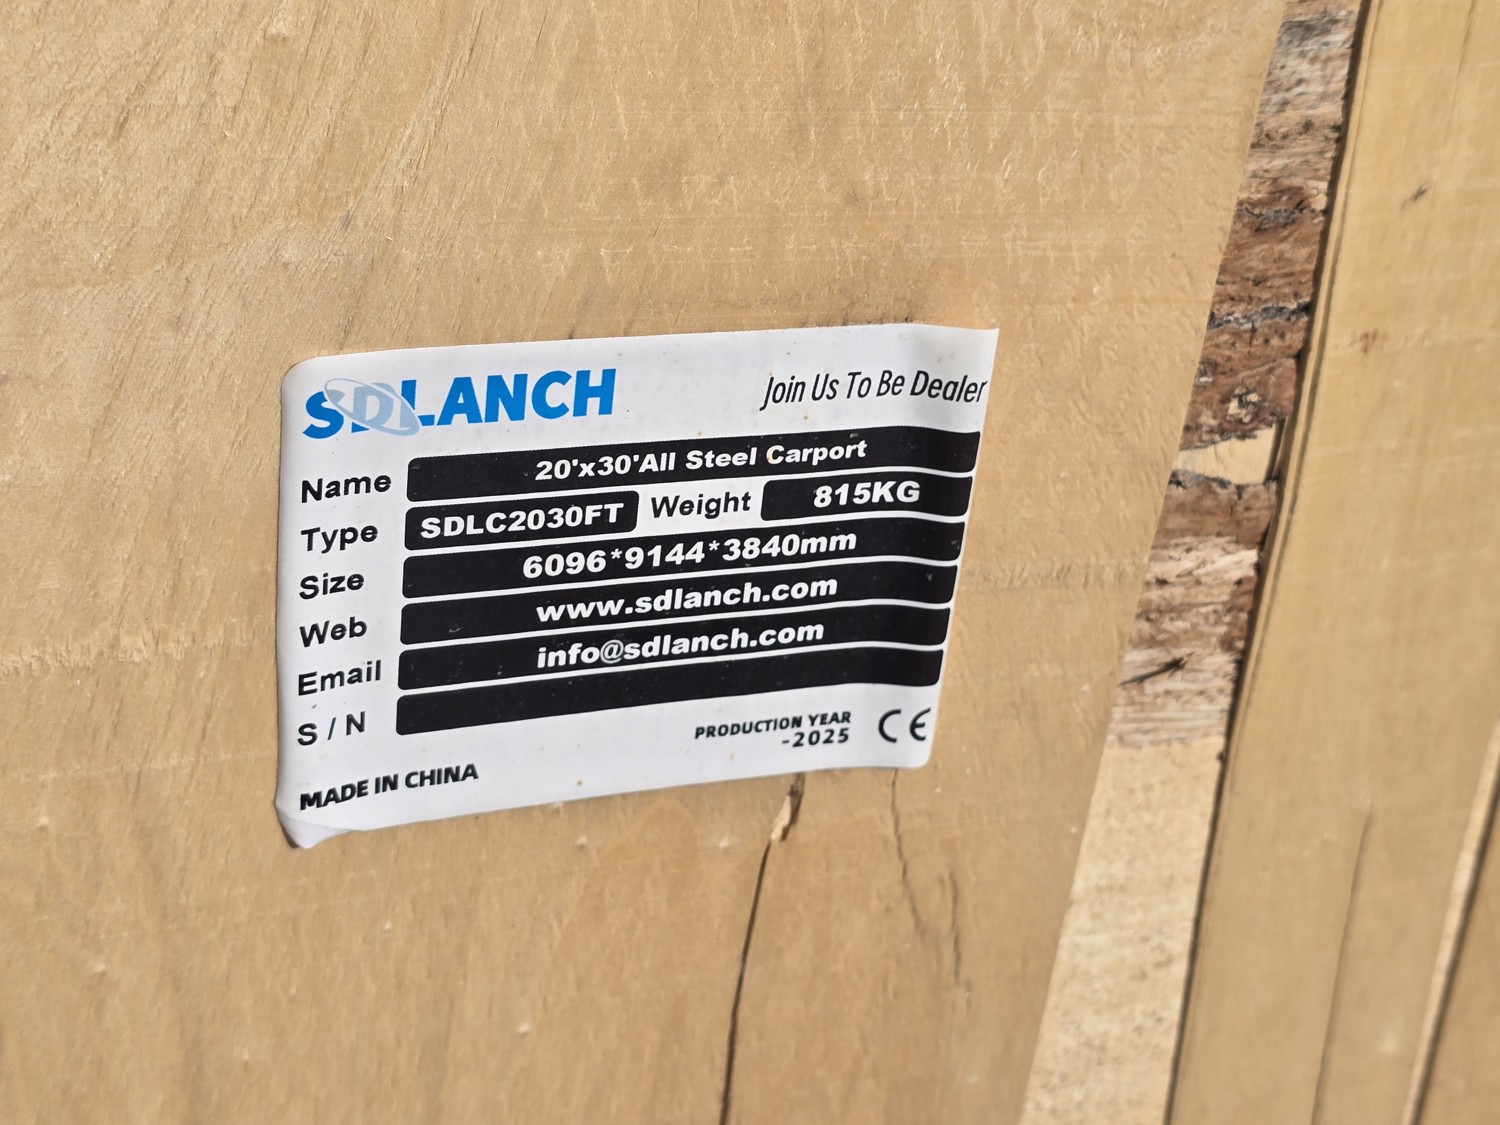 SDLANCH Join Us To Be Dealer
Name 20'x30'All Steel Carport
Type SDLC2030FT Weight 815KG
Size 6096*9144*3840mm
Web www.sdlanch.com
Email info@sdlanch.com
S / N
PRODUCTION YEAR
-2025
CE
MADE IN CHINA